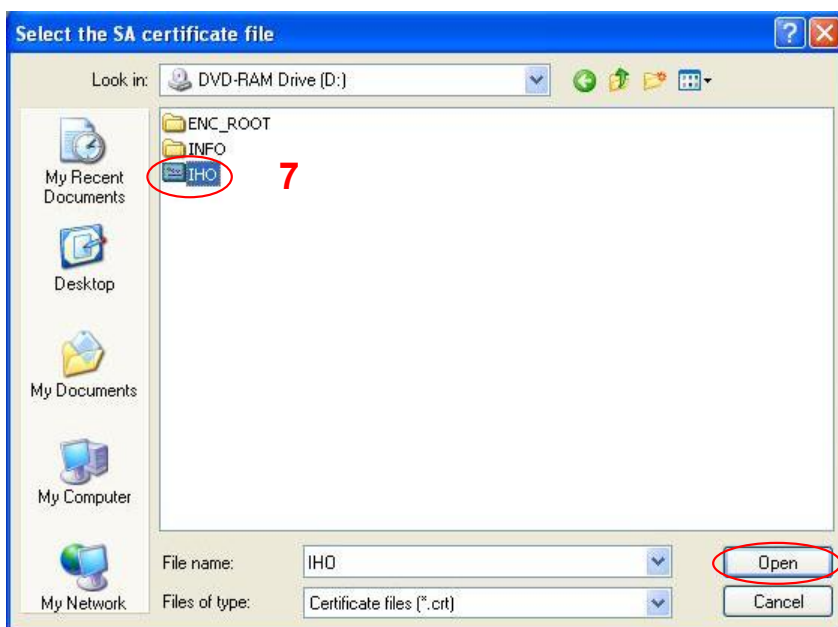 Select the SA certificate file
Look in:
DVD-RAM Drive (D:)
ENC_ROOT
INFO
IHO
7
My Recent
Documents
Desktop
My Documents
My Computer
My Network
File name:
IHO
Open
Files of type:
Certificate files (*.crt)
Cancel